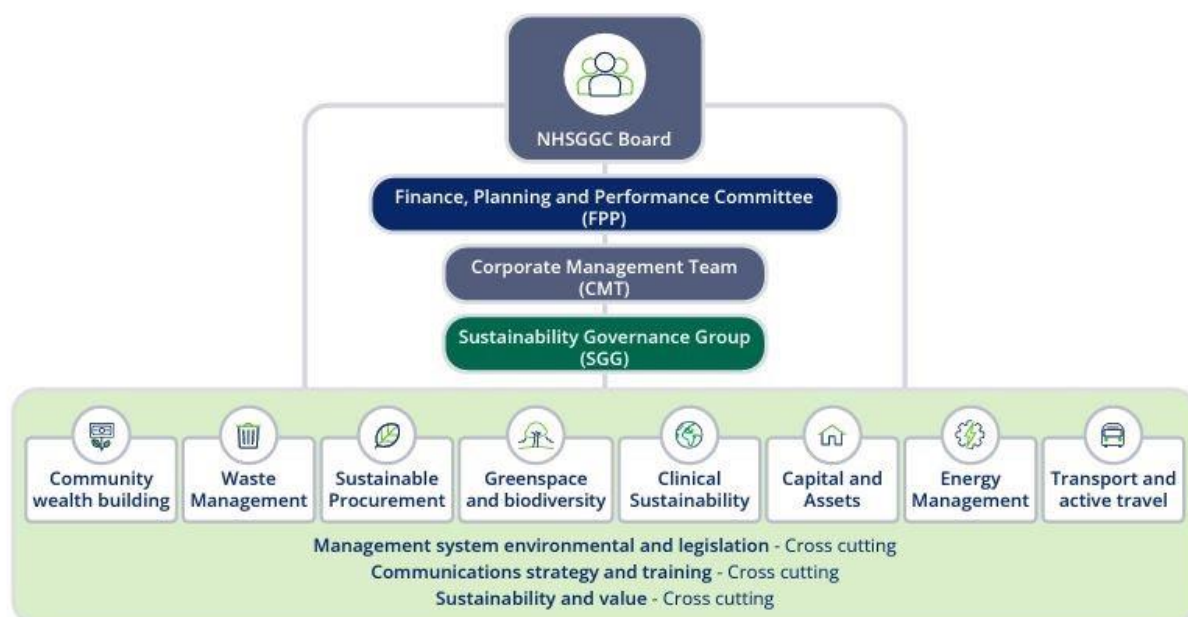 NHSGGC Board
Finance, Planning and Performance Committee
(FPP)
Corporate Management Team
(CMT)
Sustainability Governance Group
(SGG)
Community
wealth building
Waste
Management
Sustainable
Procurement
Greenspace
and biodiversity
Clinical
Sustainability
Capital and
Assets
Energy
Management
Transport and
active travel
Management system environmental and legislation - Cross cutting
Communications strategy and training - Cross cutting
Sustainability and value - Cross cutting